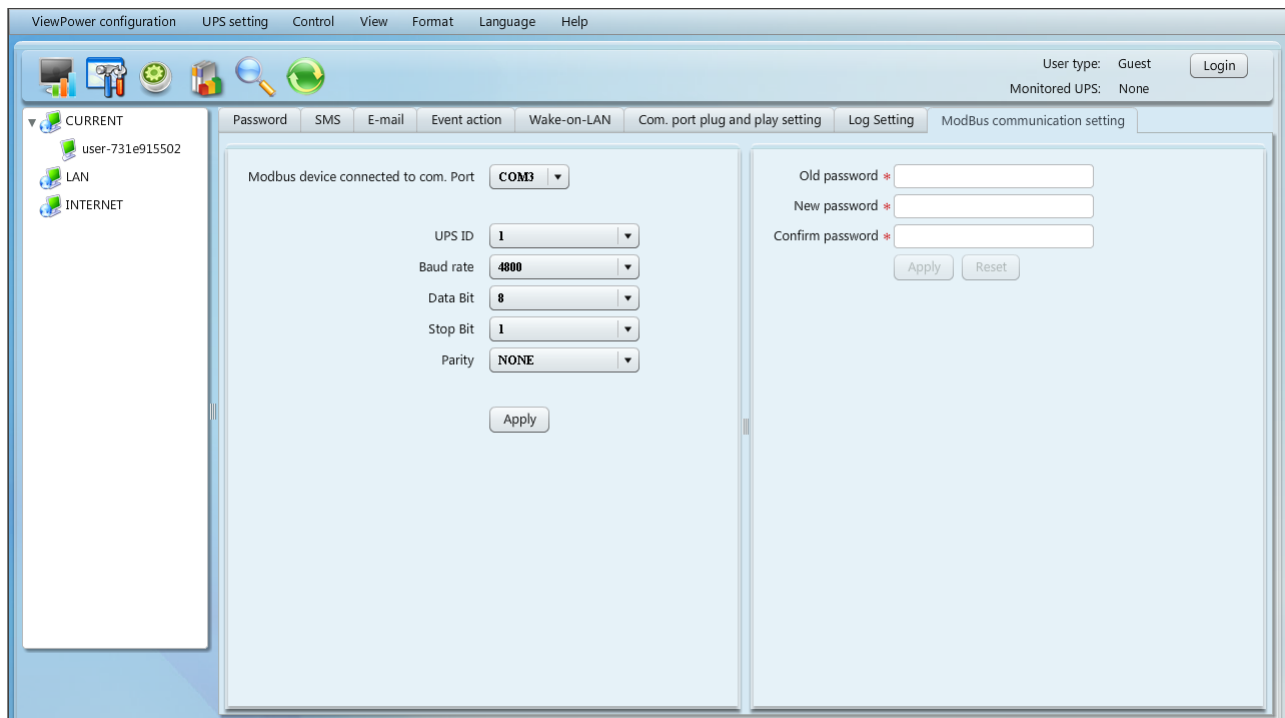 ViewPower configuration UPS setting Control View Format Language Help
User type: Guest Login
Monitored UPS: None
CURRENT
user-731e915502
LAN
INTERNET
Password SMS E-mail Event action Wake-on-LAN Com. port plug and play setting Log Setting ModBus communication setting
Modbus device connected to com. Port COM3
UPS ID 1
Baud rate 4800
Data Bit 8
Stop Bit 1
Parity NONE
Apply
Old password *
New password *
Confirm password *
Apply Reset